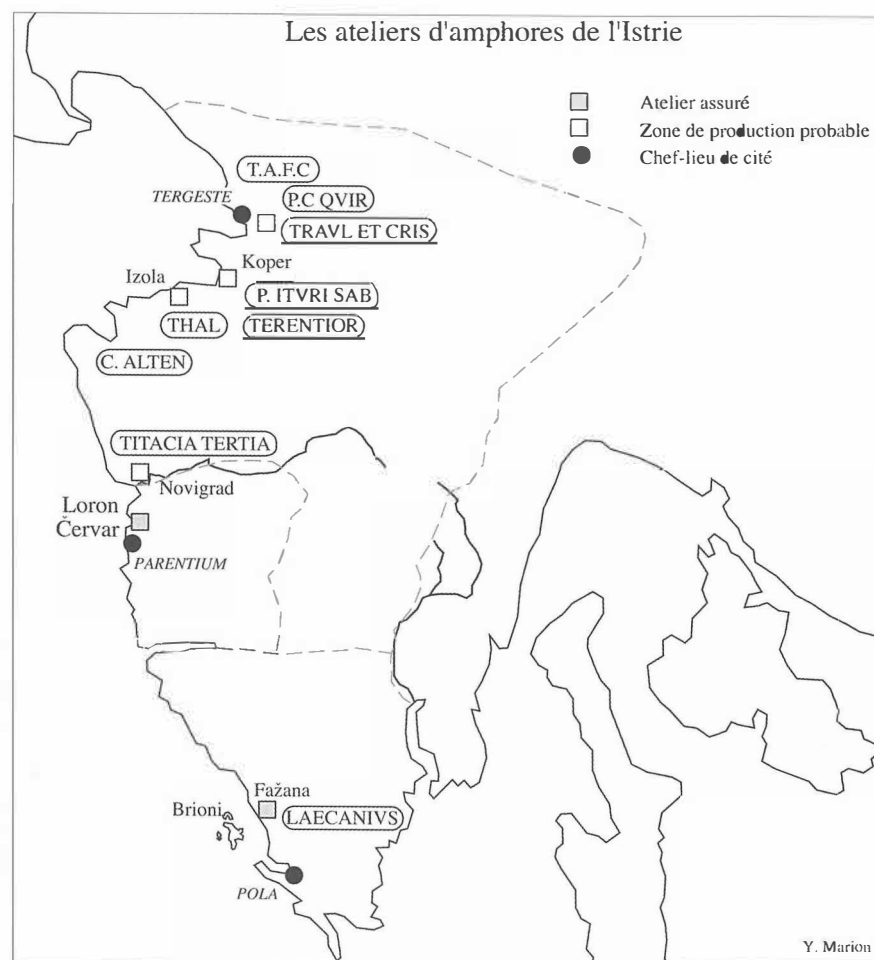 Les ateliers d'amphores de l'Istrie
Atelier assuré
Zone de production probable
Chef-lieu de cité
T.A.F.C
TERGESTE
P.C QVIR
TRAVL ET CRIS
Koper
Izola
P. ITVRI SAB
THAL
TERENTIOR
C. ALTEN
TITACIA TERTIA
Novigrad
Loron
Červar
PARENTIUM
Fažana
Brioni
LAECANIVS
POLA
Y. Marion